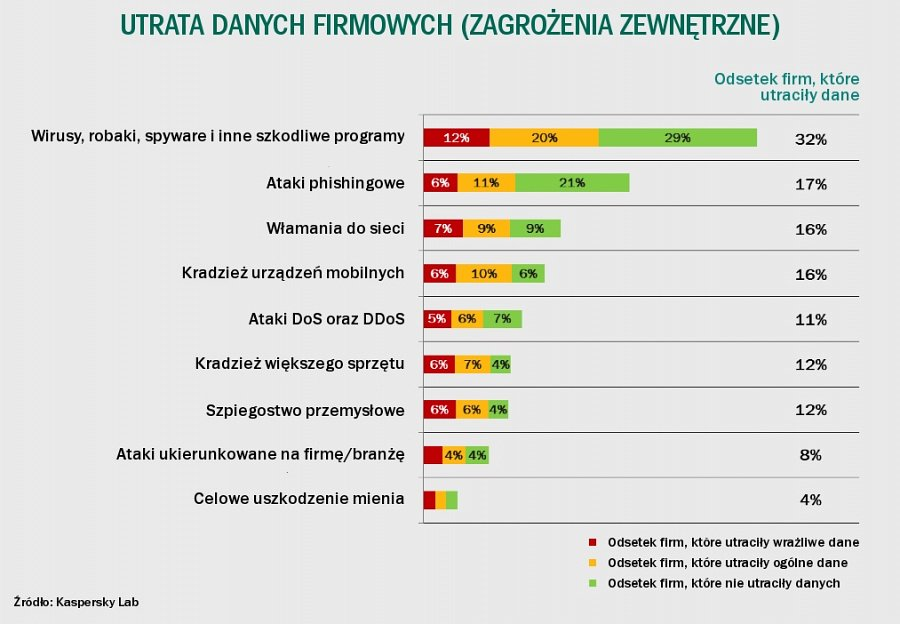 UTRATA DANYCH FIRMOWYCH (ZAGROŻENIA ZEWNĘTRZNE)
Odsetek firm, które
utraciły dane
Wirusy, robaki, spyware i inne szkodliwe programy 12% 20% 29% 32%
Ataki phishingowe 6% 11% 21% 17%
Włamania do sieci 7% 9% 9% 16%
Kradzież urządzeń mobilnych 6% 10% 6% 16%
Ataki DoS oraz DDoS 5% 6% 7% 11%
Kradzież większego sprzętu 6% 7% 4% 12%
Szpiegostwo przemysłowe 6% 6% 4% 12%
Ataki ukierunkowane na firmę/branżę 4% 4% 8%
Celowe uszkodzenie mienia 4%
Odsetek firm, które utraciły wrażliwe dane
Odsetek firm, które utraciły ogólne dane
Odsetek firm, które nie utraciły danych
Źródło: Kaspersky Lab